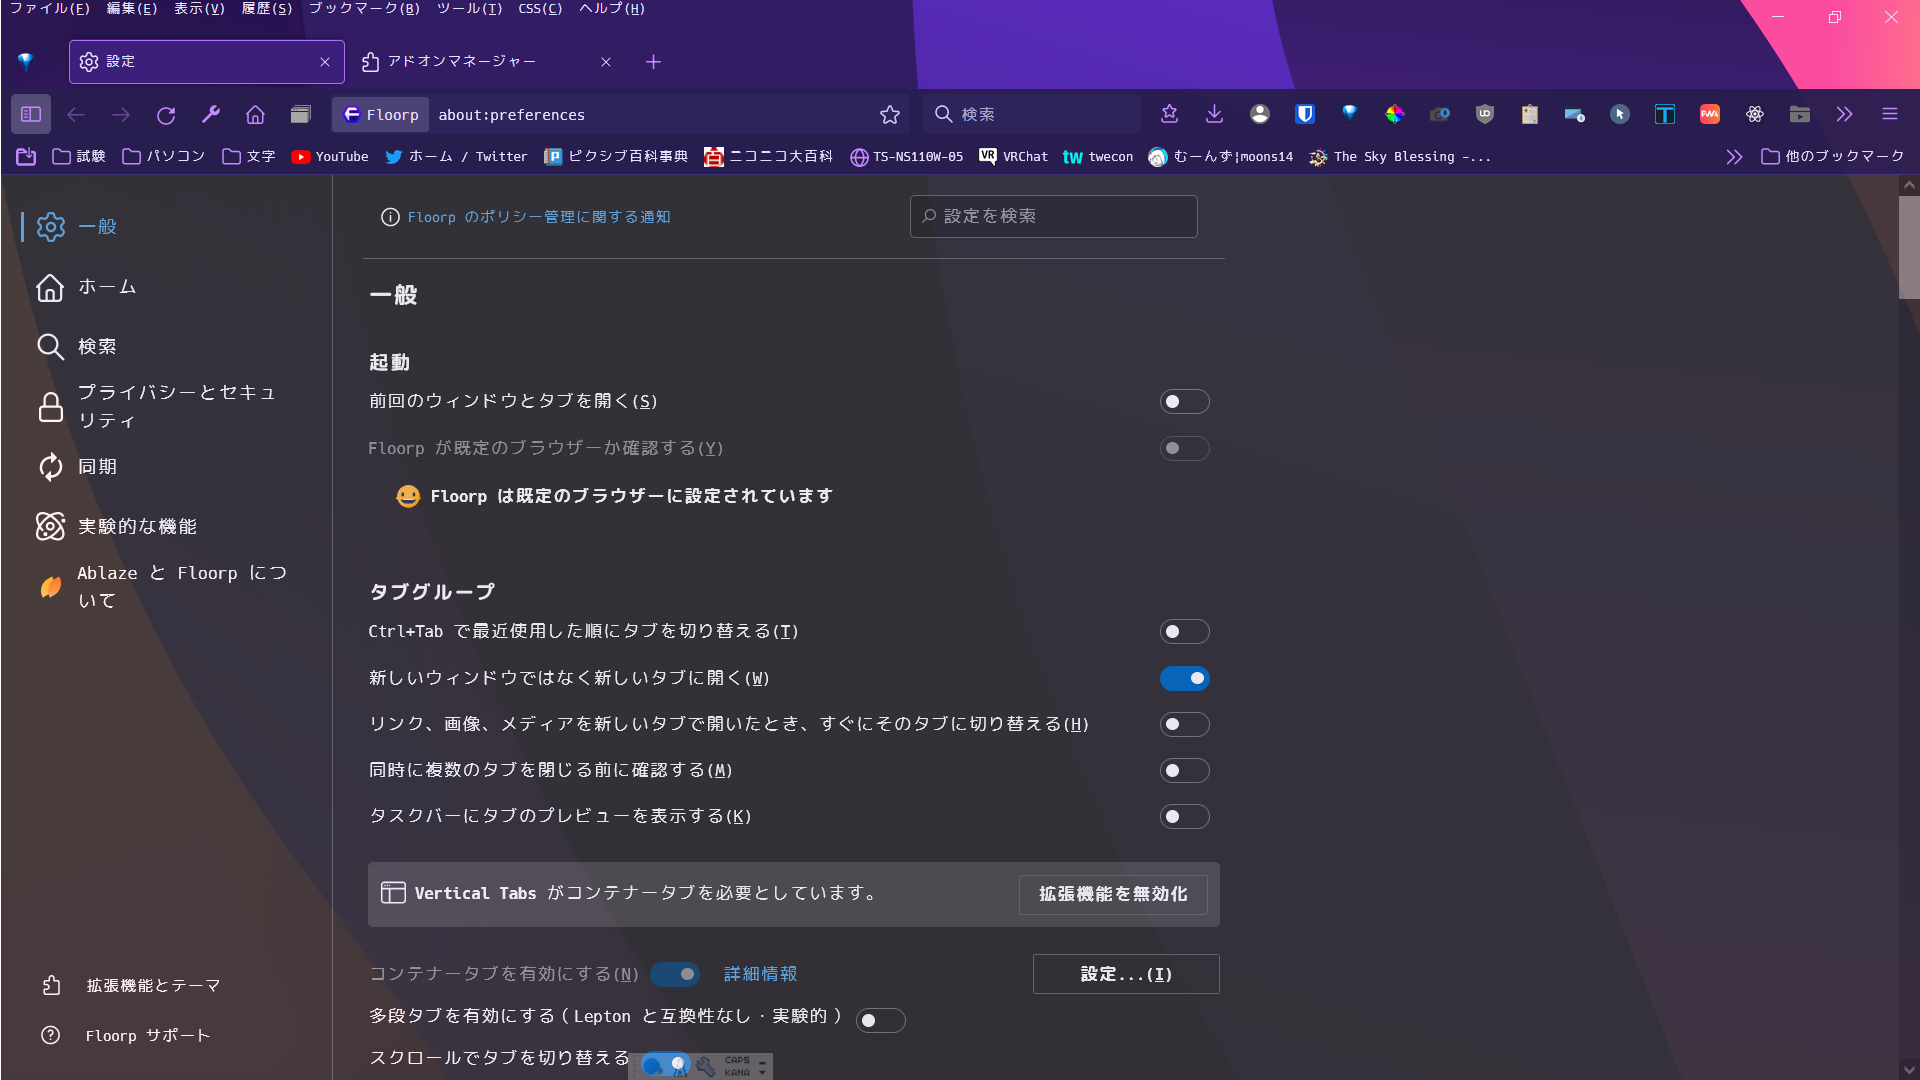 ファイル(F) 編集(E) 表示(V) 履歴(S) ブックマーク(B) ツール(T) CSS(C) ヘルプ(H)
設定
アドオンマネージャー
Floorp about:preferences
検索
試験 パソコン 文字 YouTube ホーム / Twitter ピクシブ百科事典 ニコニコ大百科 TS-NS110W-05 VRChat twecon むーんず¦moons14 The Sky Blessing -...
他のブックマーク
一般
ホーム
検索
プライバシーとセキュ
リティ
同期
実験的な機能
Ablaze と Floorp につ
いて
拡張機能とテーマ
Floorp サポート
Floorp のポリシー管理に関する通知
設定を検索
一般
起動
前回のウィンドウとタブを開く(S)
Floorp が既定のブラウザーか確認する(Y)
Floorp は既定のブラウザーに設定されています
タブグループ
Ctrl+Tab で最近使用した順にタブを切り替える(T)
新しいウィンドウではなく新しいタブに開く(W)
リンク、画像、メディアを新しいタブで開いたとき、すぐにそのタブに切り替える(H)
同時に複数のタブを閉じる前に確認する(M)
タスクバーにタブのプレビューを表示する(K)
Vertical Tabs がコンテナータブを必要としています。
拡張機能を無効化
コンテナータブを有効にする(N) 詳細情報
設定...(I)
多段タブを有効にする(Lepton と互換性なし・実験的)
スクロールでタブを切り替える
CAPS
KANA